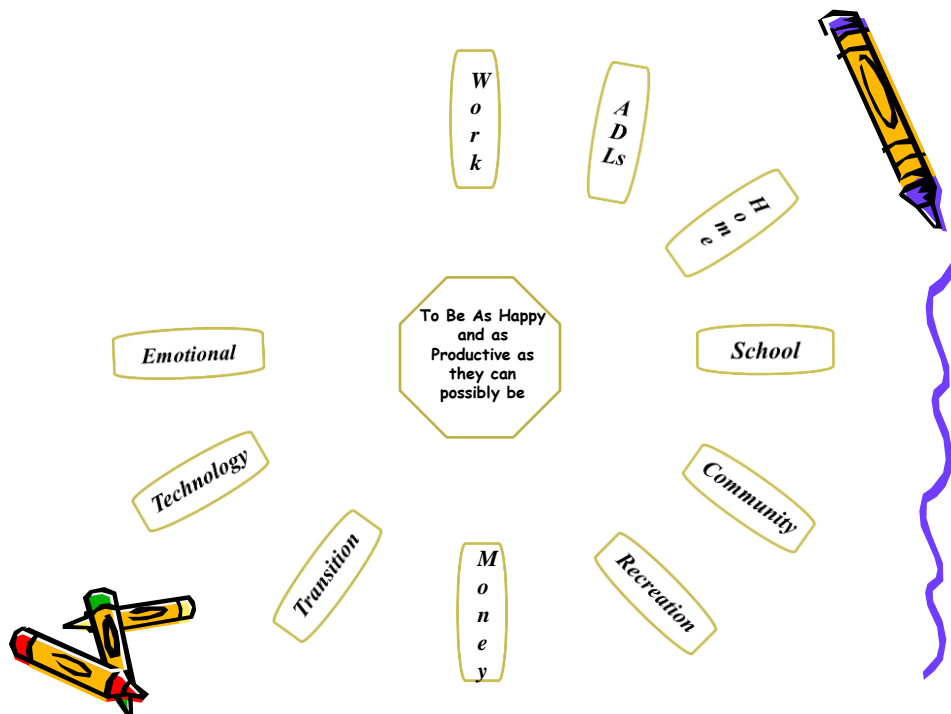 Work
ADLs
Home
School
Community
Recreation
Money
Transition
Technology
Emotional
To Be As Happy
and as
Productive as
they can
possibly be